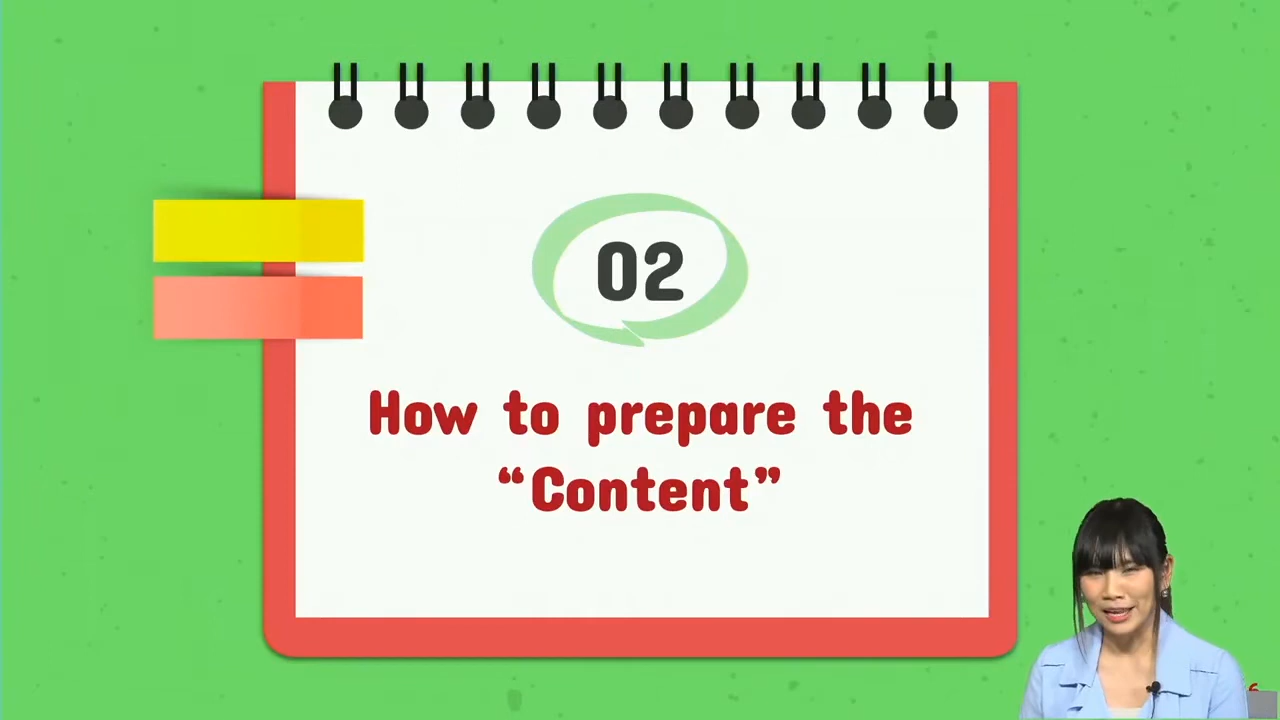 02
How to prepare the
“Content”